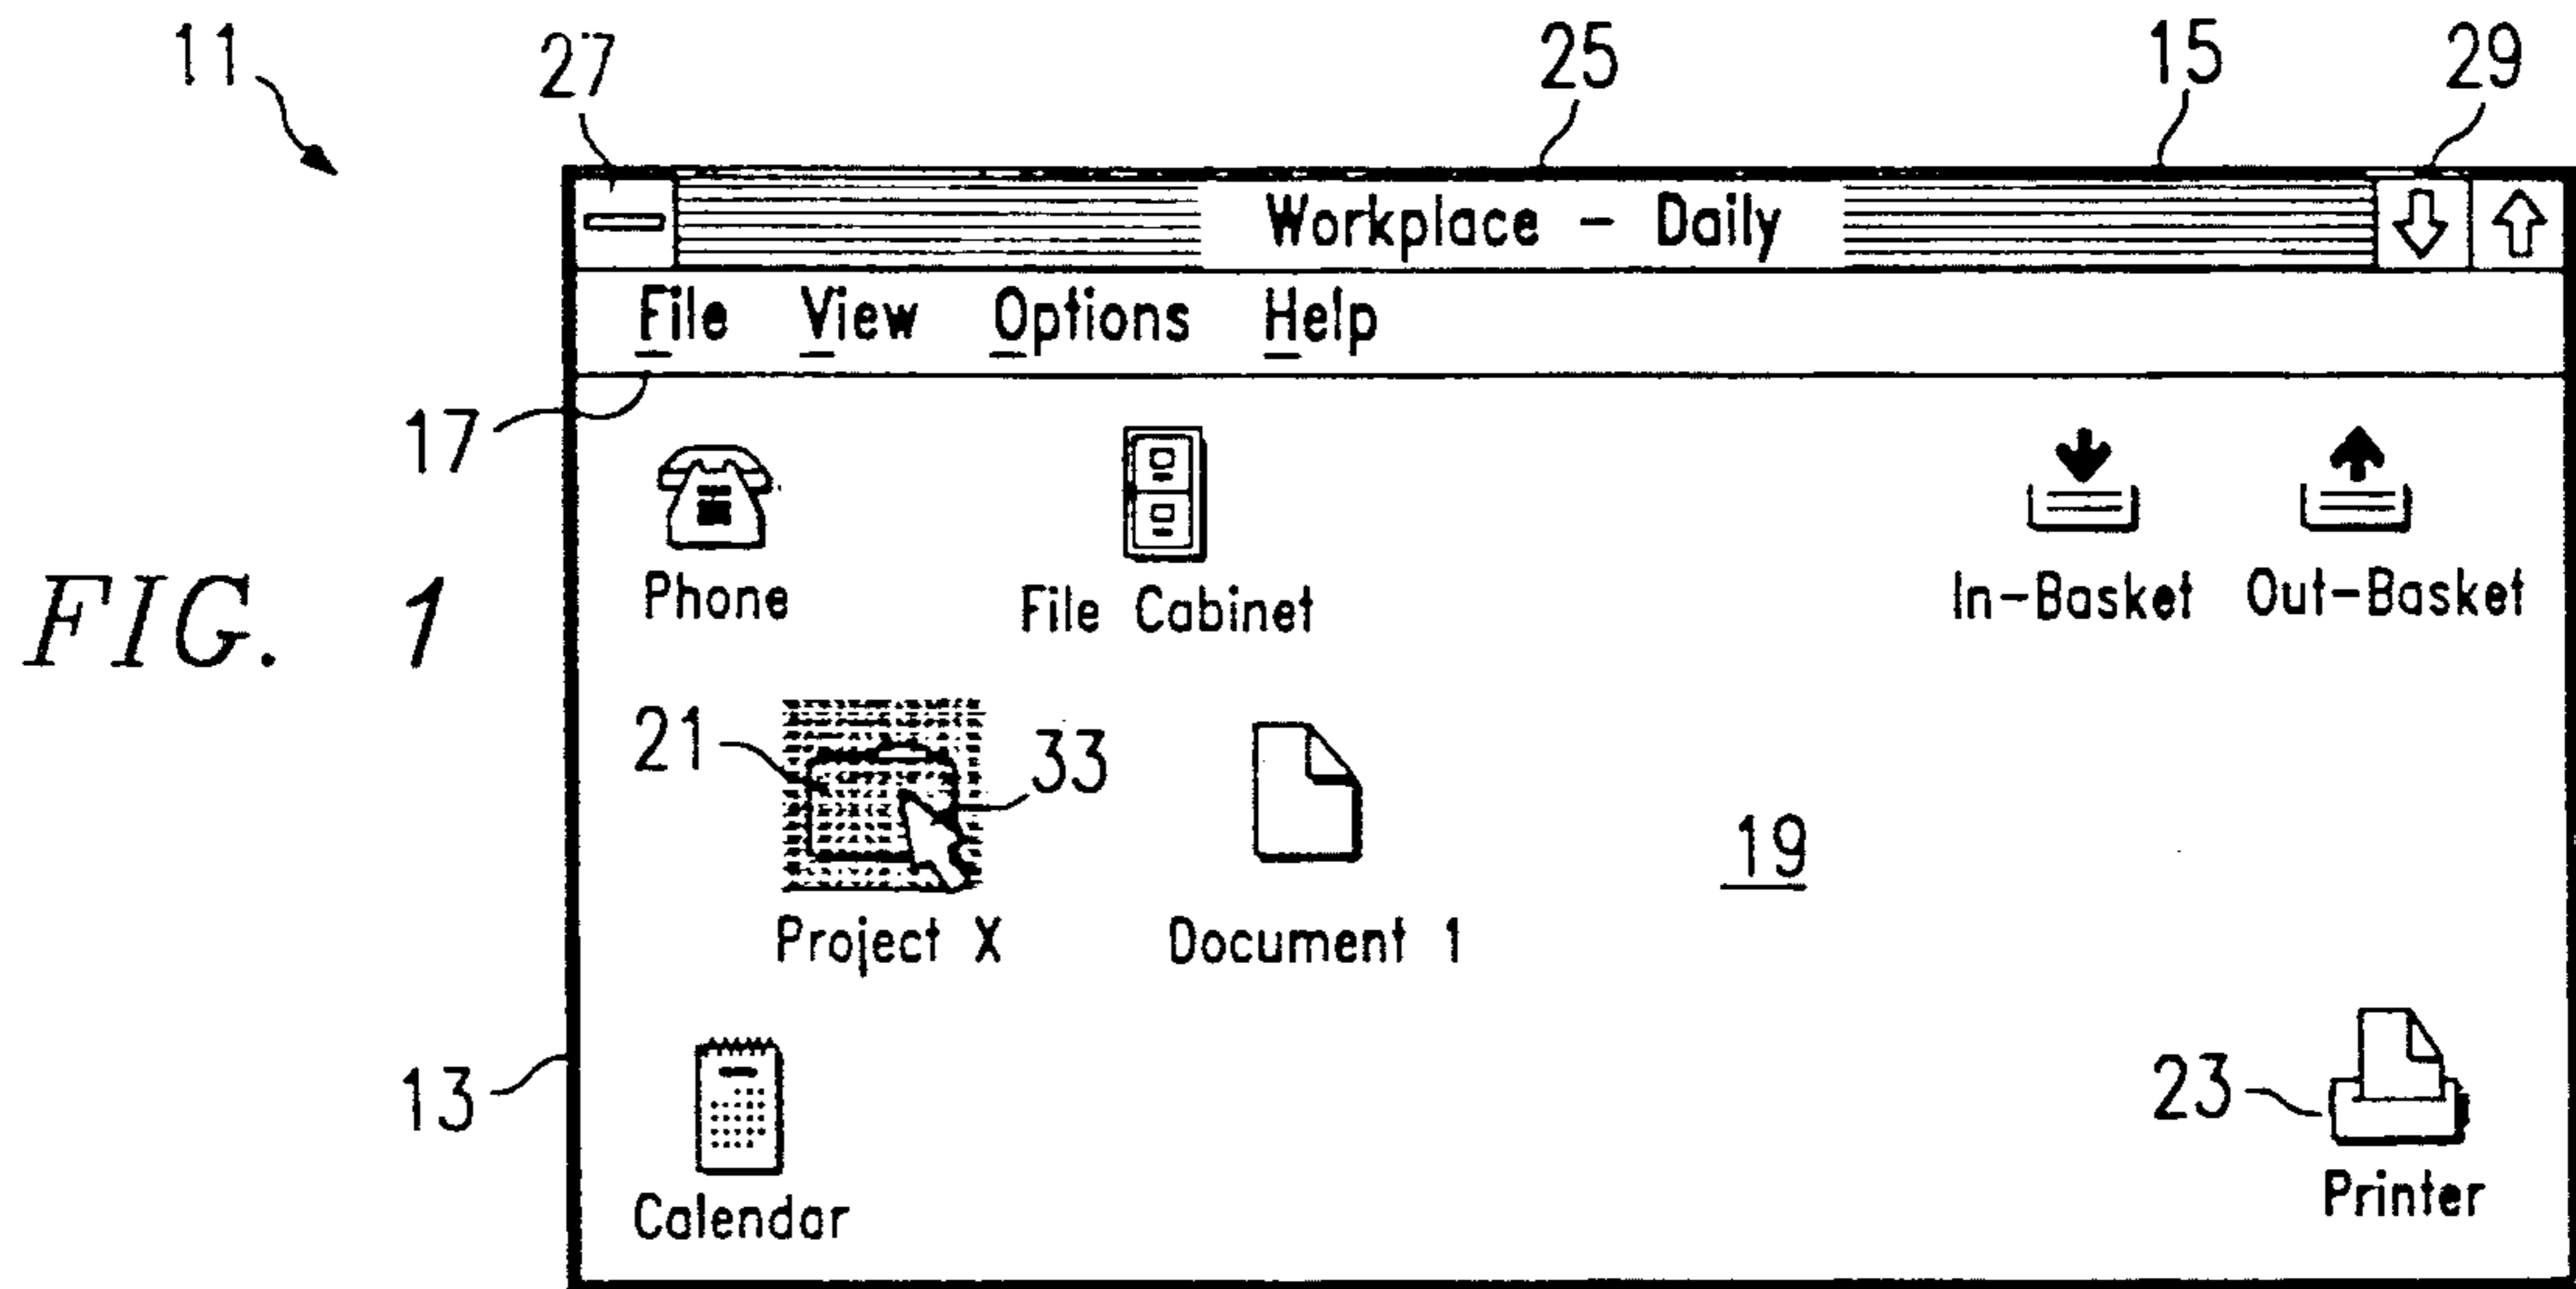 11 27 25 15 29
Workplace - Daily
File View Options Help
17
Phone File Cabinet In-Basket Out-Basket
FIG. 1
21 33
19
Project X Document 1
13 23
Calendar Printer